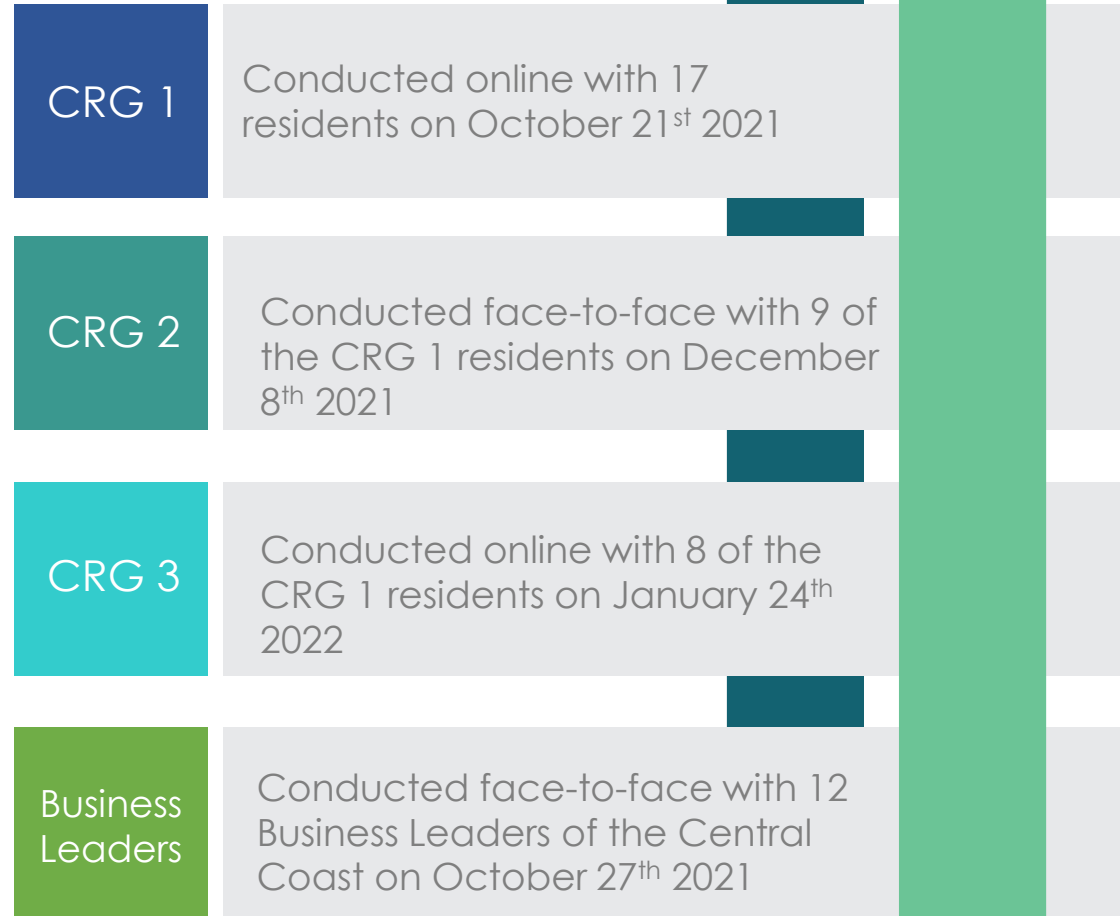 CRG 1
Conducted online with 17
residents on October 21st 2021
CRG 2
Conducted face-to-face with 9 of
the CRG 1 residents on December
8th 2021
CRG 3
Conducted online with 8 of the
CRG 1 residents on January 24th
2022
Business
Leaders
Conducted face-to-face with 12
Business Leaders of the Central
Coast on October 27th 2021